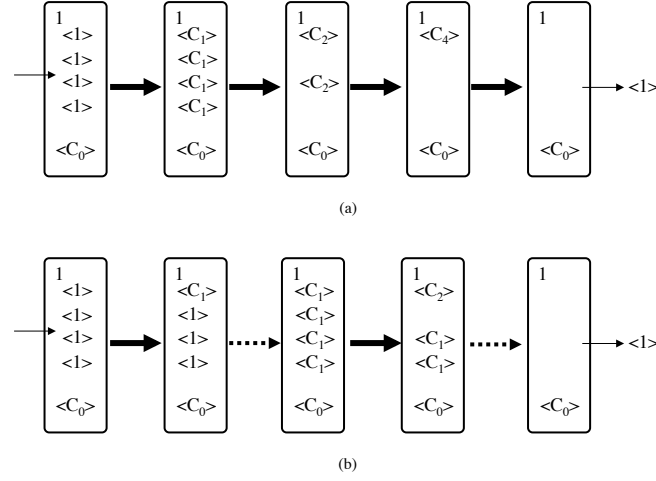 1 1 1 1 1
<1> <C₁> <C₂> <C₄>
<1> <C₁>
<1> <C₁> <C₂> <1>
<1> <C₁>
<C₀> <C₀> <C₀> <C₀> <C₀>
(a)
1 1 1 1 1
<1> <C₁> <C₁> <C₂>
<1> <1> <C₁>
<1> <1> <C₁> <C₁> <1>
<1> <1> <C₁> <C₁>
<C₀> <C₀> <C₀> <C₀> <C₀>
(b)